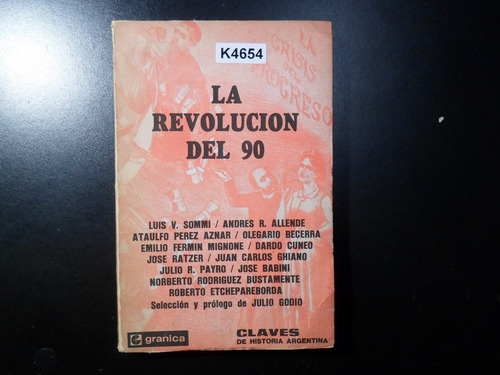 K4654
LA
CRISIS
DEL
PROGRESO
LA
REVOLUCION
DEL 90
LUIS V. SOMMI / ANDRES R. ALLENDE
ATAULFO PEREZ AZNAR / OLEGARIO BECERRA
EMILIO FERMIN MIGNONE / DARDO CUNEO
JOSE RATZER / JUAN CARLOS GHIANO
JULIO R. PAYRO / JOSE BABINI
NORBERTO RODRIGUEZ BUSTAMENTE
ROBERTO ETCHEPAREBORDA
Selección y prólogo de JULIO GODIO
granica
CLAVES
DE HISTORIA ARGENTINA